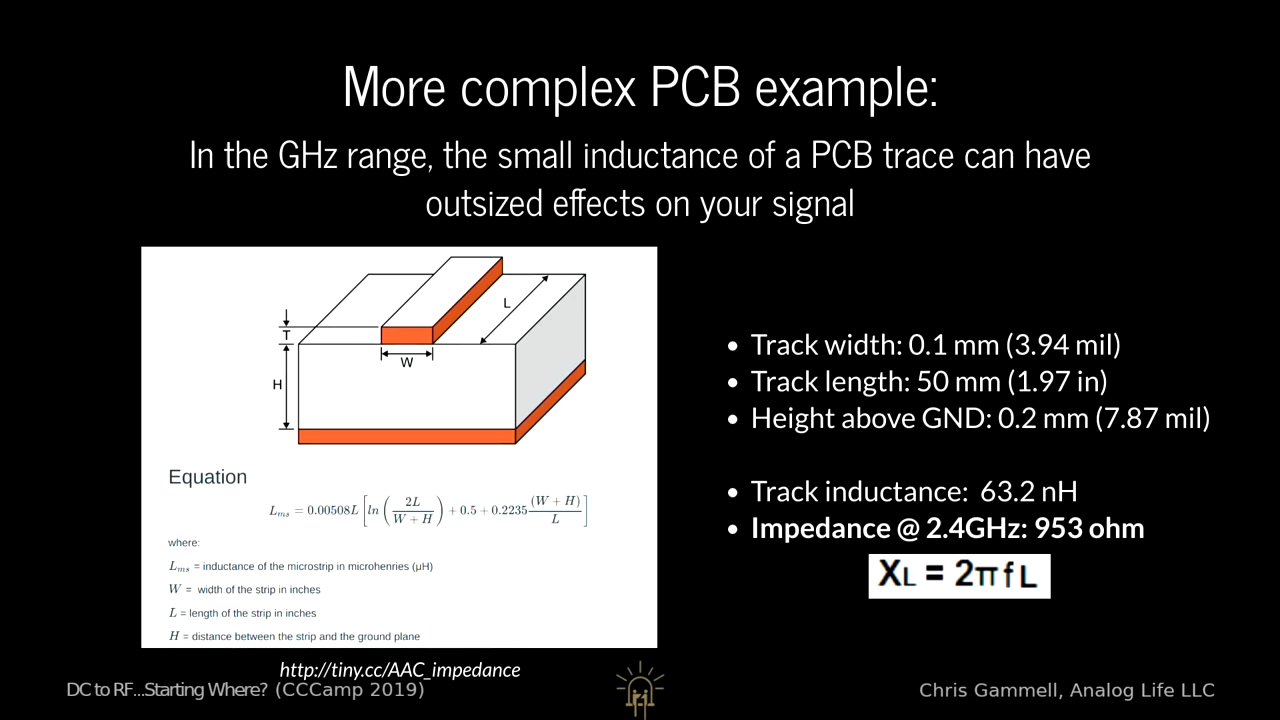 More complex PCB example:
In the GHz range, the small inductance of a PCB trace can have
outsized effects on your signal
T
H
W
L
Equation
L_ms = 0.00508L [ln (2L / (W + H)) + 0.5 + 0.2235 (W + H) / L]
where:
L_ms = inductance of the microstrip in microhenries (µH)
W = width of the strip in inches
L = length of the strip in inches
H = distance between the strip and the ground plane
http://tiny.cc/AAC_impedance
• Track width: 0.1 mm (3.94 mil)
• Track length: 50 mm (1.97 in)
• Height above GND: 0.2 mm (7.87 mil)
• Track inductance: 63.2 nH
• Impedance @ 2.4GHz: 953 ohm
XL = 2πfL
DC to RF...Starting Where? (CCCamp 2019)
Chris Gammell, Analog Life LLC